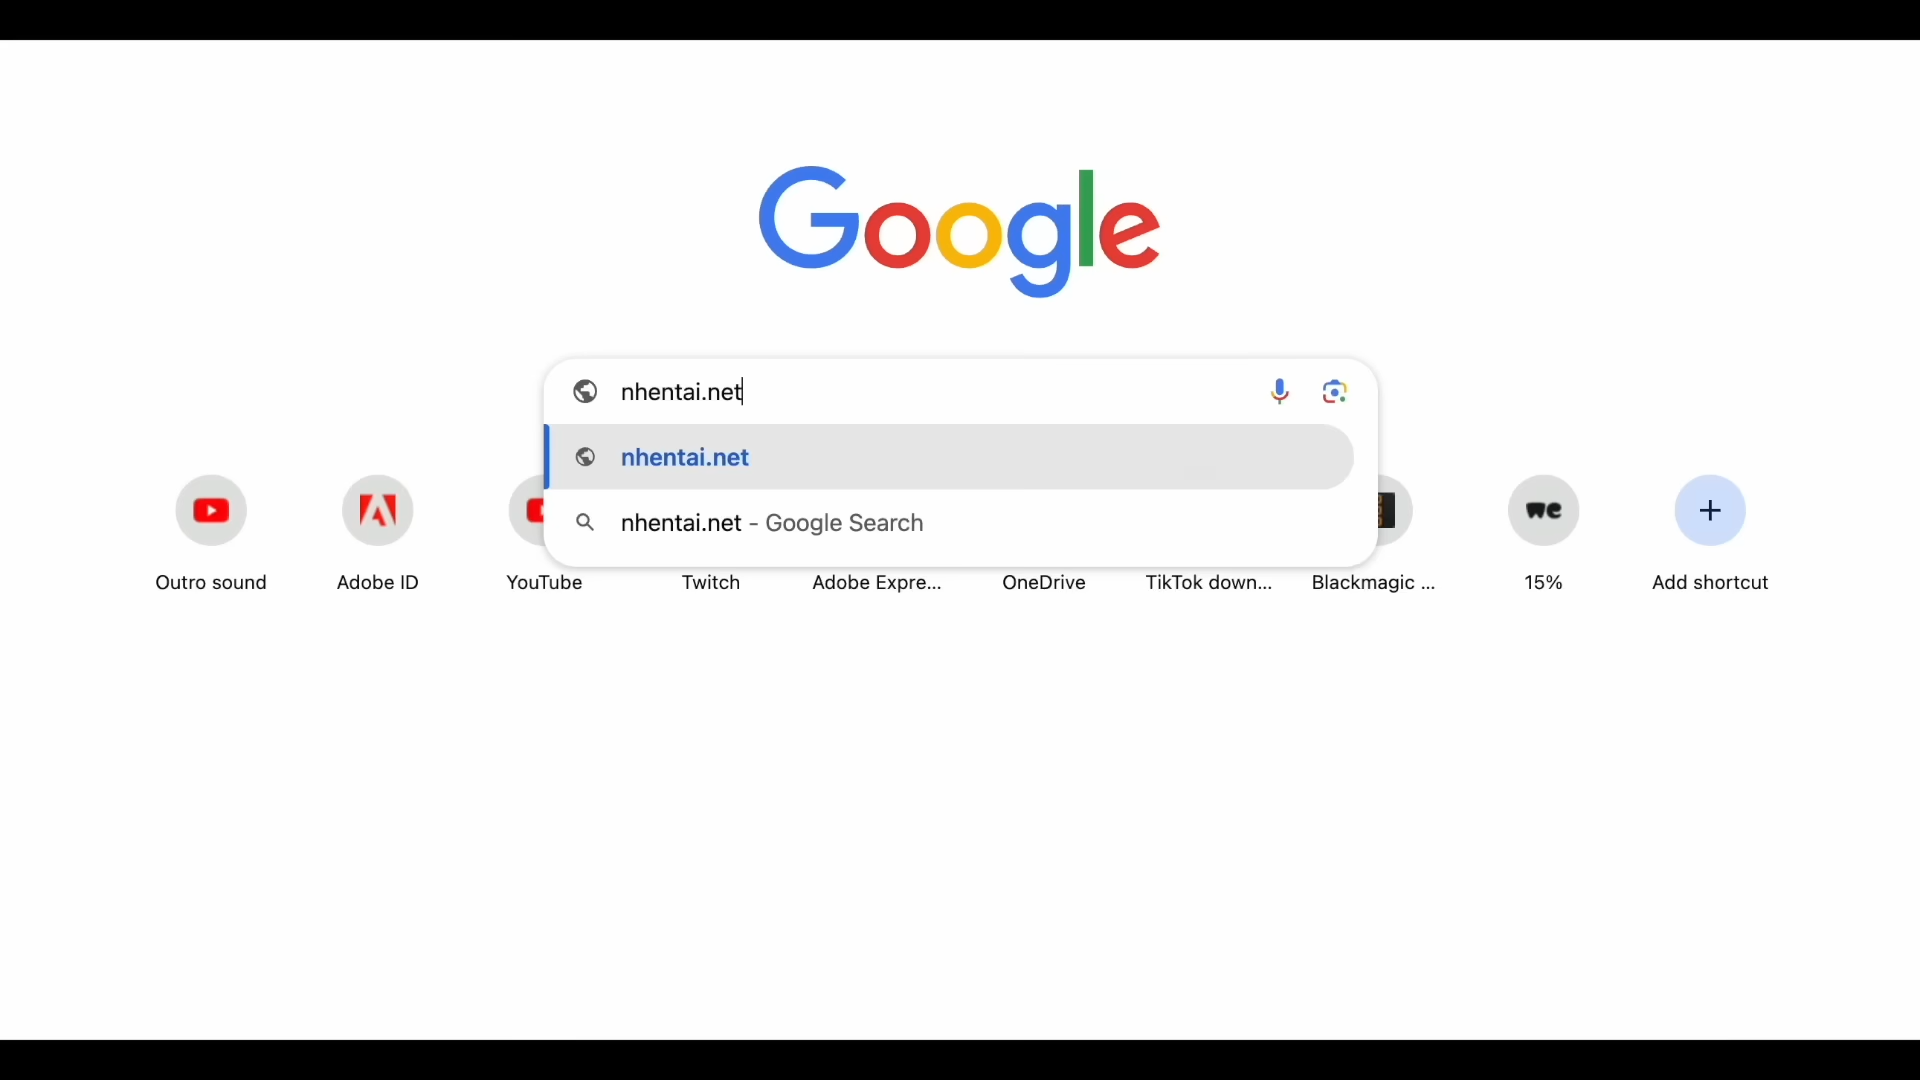 Google
nhentai.net
nhentai.net
nhentai.net - Google Search
we
Outro sound
Adobe ID
YouTube
Twitch
Adobe Expre...
OneDrive
TikTok down...
Blackmagic ...
15%
Add shortcut